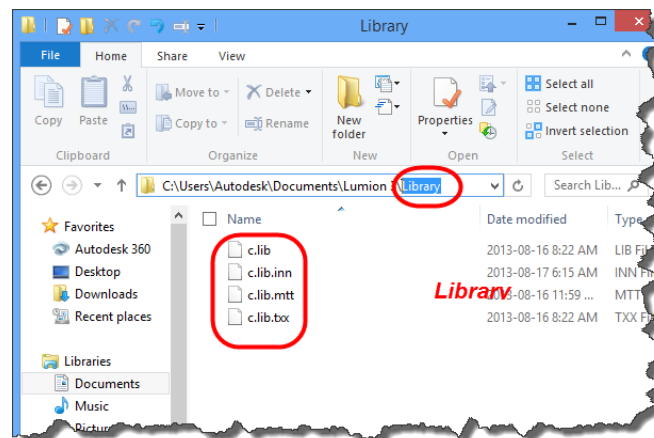 Library
File Home Share View
Copy Paste
Move to
Copy to
Delete
Rename
New folder
Properties
Select all
Select none
Invert selection
Clipboard Organize New Open Select
C:\Users\Autodesk\Documents\Lumion 3\Library
Search Lib...
Favorites
Autodesk 360
Desktop
Downloads
Recent places
Libraries
Documents
Music
Name Date modified Type
c.lib 2013-08-16 8:22 AM LIB
c.lib.inn 2013-08-17 6:15 AM INN
c.lib.mtt 2013-08-16 11:59 ... MTT
c.lib.txx 2013-08-16 8:22 AM TXX
Library